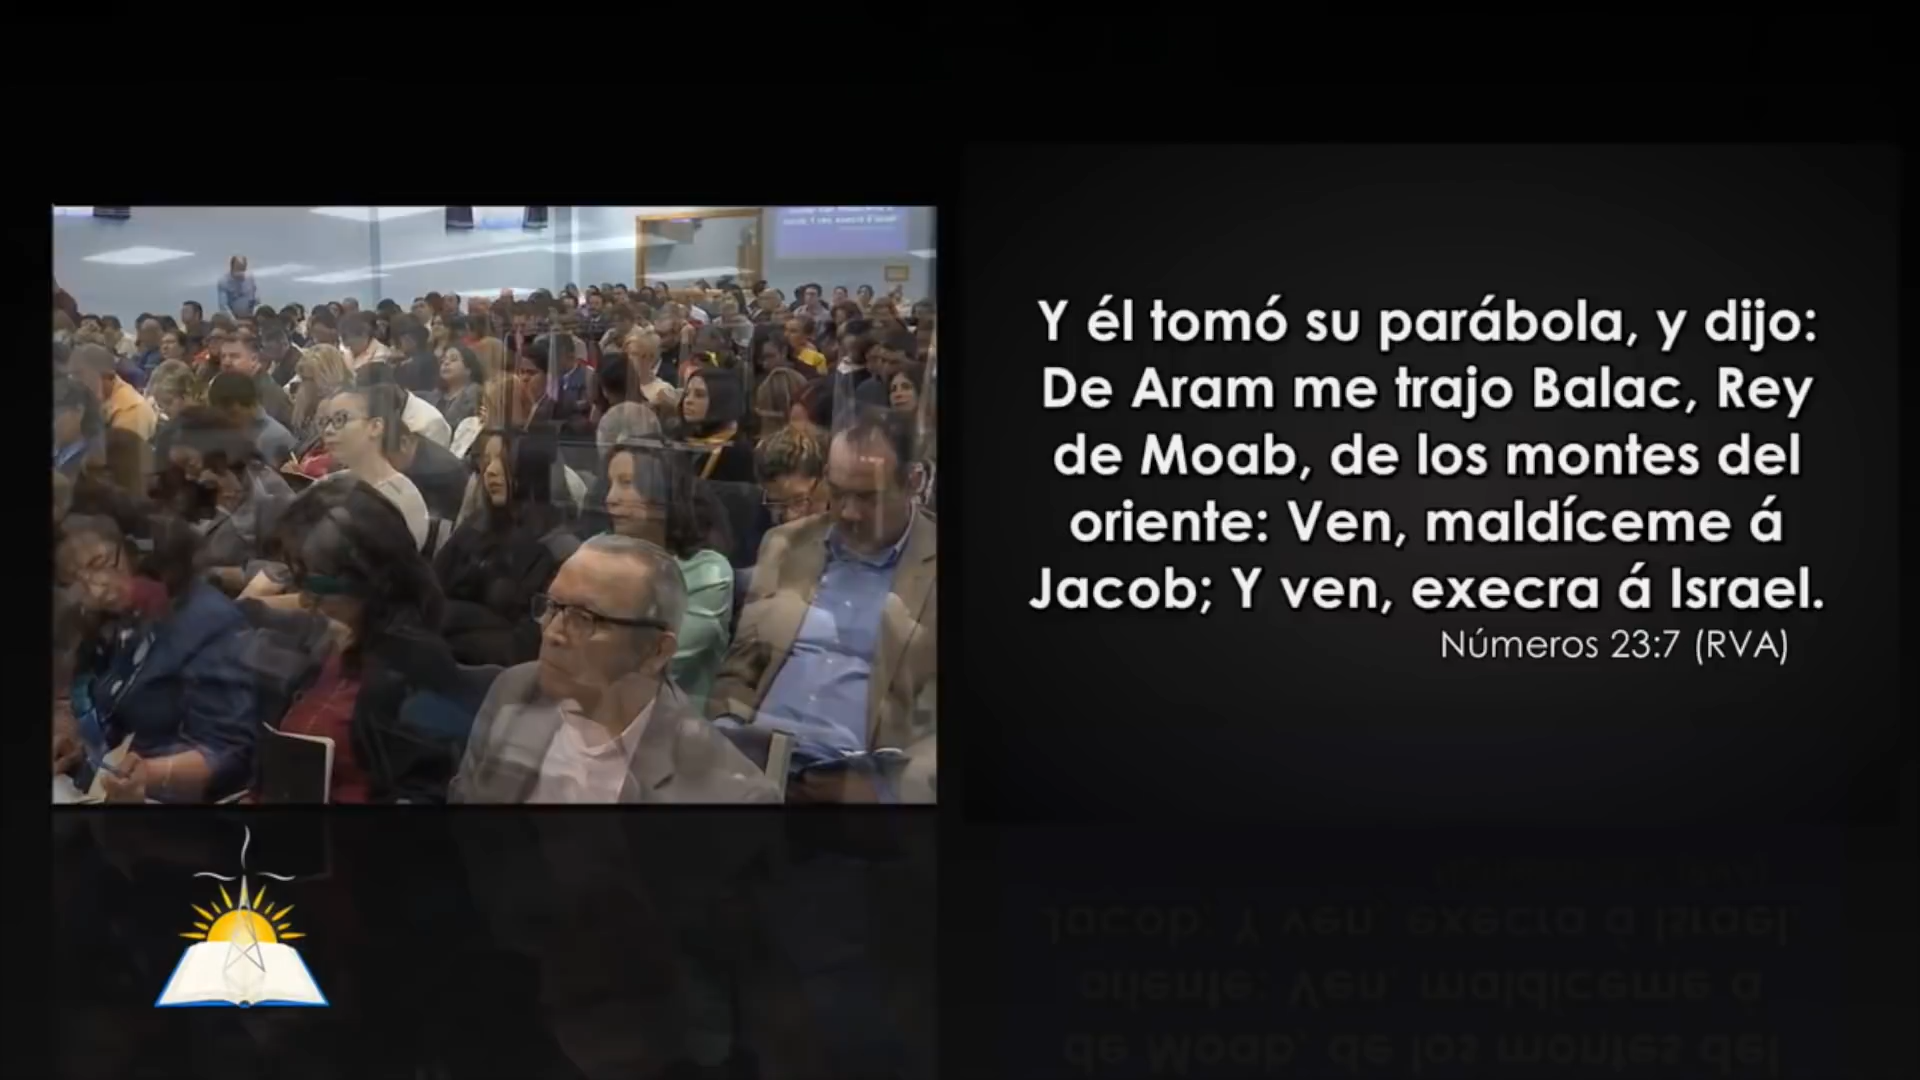 Y él tomó su parábola, y dijo:
De Aram me trajo Balac, Rey
de Moab, de los montes del
oriente: Ven, maldíceme á
Jacob; Y ven, execra á Israel.
Números 23:7 (RVA)